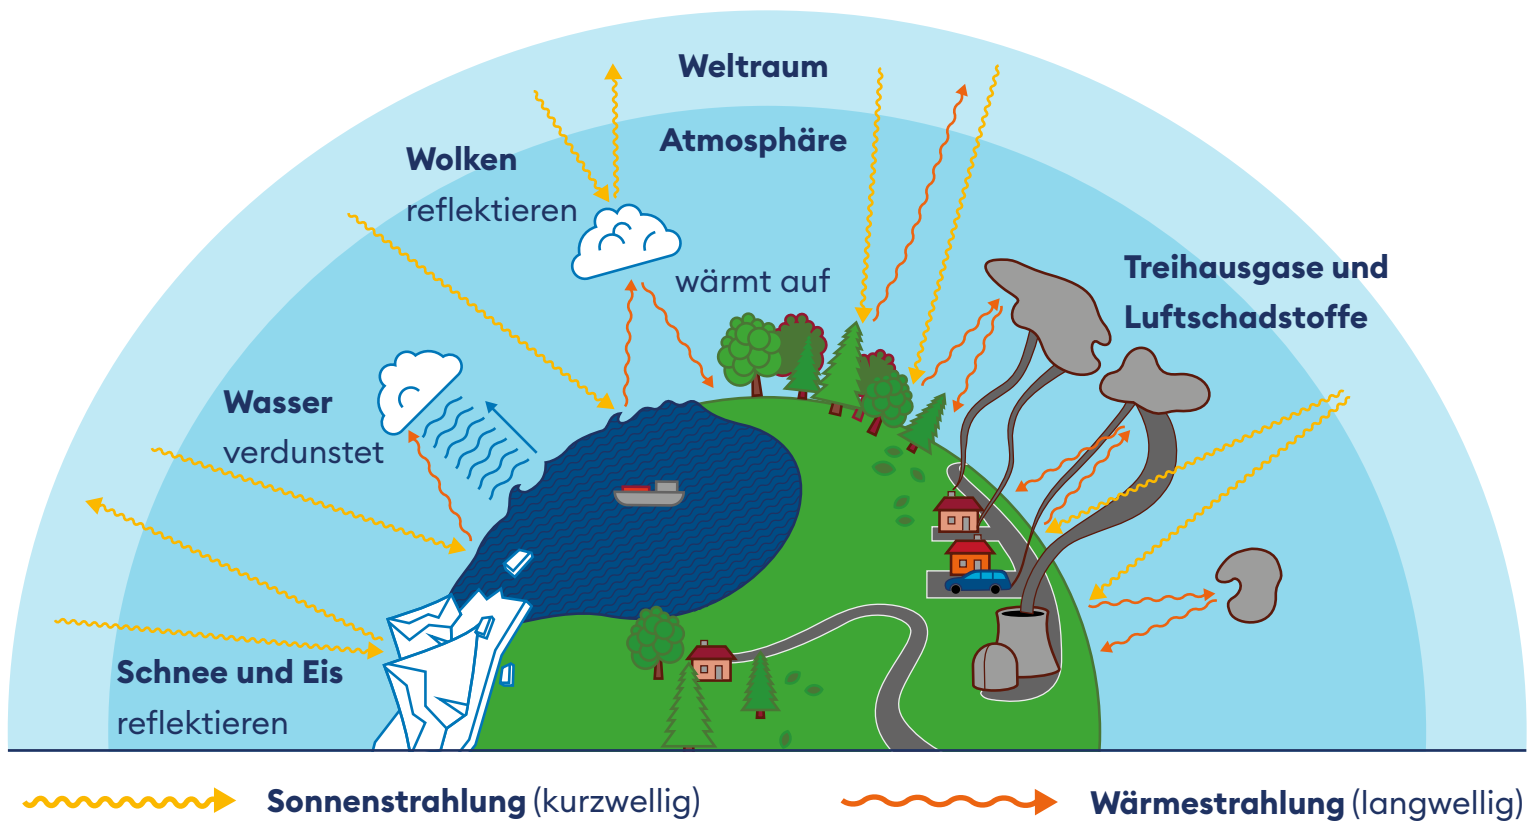 Weltraum
Atmosphäre
Wolken
reflektieren
wärmt auf
Treihausgase und
Luftschadstoffe
Wasser
verdunstet
Schnee und Eis
reflektieren
Sonnenstrahlung (kurzwellig)
Wärmestrahlung (langwellig)